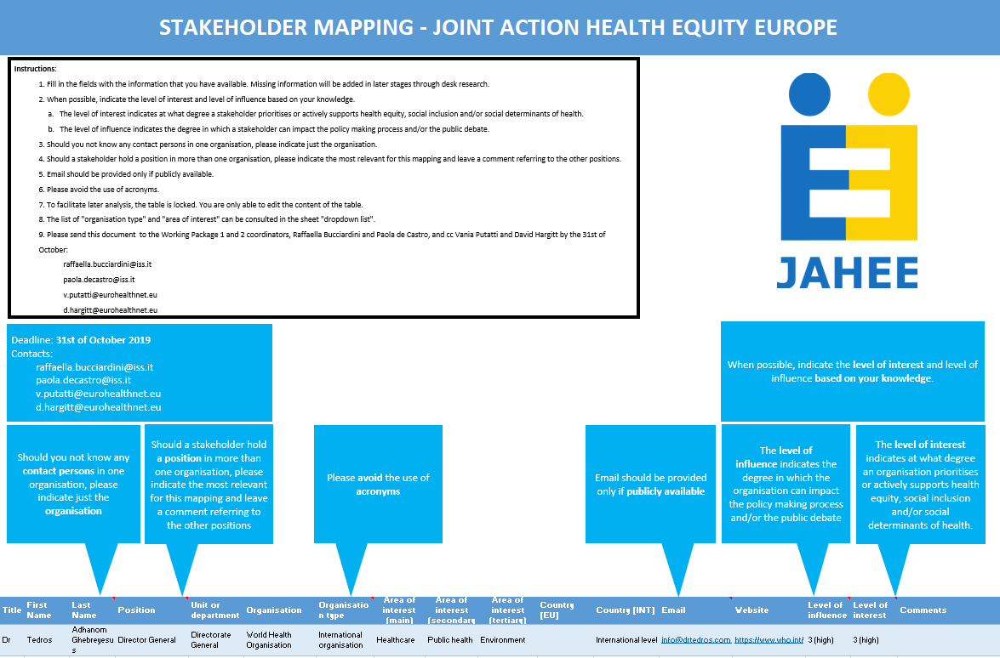 STAKEHOLDER MAPPING - JOINT ACTION HEALTH EQUITY EUROPE
Instructions:
1. Fill in the fields with the information that you have available. Missing information will be added in later stages through desk research.
2. When possible, indicate the level of interest and level of influence based on your knowledge.
a. The level of interest indicates at what degree a stakeholder prioritises or actively supports health equity, social inclusion and/or social determinants of health.
b. The level of influence indicates the degree in which a stakeholder can impact the policy making process and/or the public debate.
3. Should you not know any contact persons in one organisation, please indicate just the organisation.
4. Should a stakeholder hold a position in more than one organisation, please indicate the most relevant for this mapping and leave a comment referring to the other positions.
5. Email should be provided only if publicly available.
6. Please avoid the use of acronyms.
7. To facilitate later analysis, the table is locked. You are only able to edit the content of the table.
8. The list of "organisation type" and "area of interest" can be consulted in the sheet "dropdown list".
9. Please send this document to the Working Package 1 and 2 coordinators, Raffaella Bucciardini and Paola de Castro, and cc Vania Putatti and David Hargitt by the 31st of
October:
raffaella.bucciardini@iss.it
paola.decastro@iss.it
v.putatti@eurohealthnet.eu
d.hargitt@eurohealthnet.eu
JAHEE
Deadline: 31st of October 2019
Contacts:
raffaella.bucciardini@iss.it
paola.decastro@iss.it
v.putatti@eurohealthnet.eu
d.hargitt@eurohealthnet.eu
When possible, indicate the level of interest and level of
influence based on your knowledge.
Should you not know any
contact persons in one
organisation, please
indicate just the
organisation
Should a stakeholder hold
a position in more than
one organisation, please
indicate the most relevant
for this mapping and leave
a comment referring to
the other positions
Please avoid the use of
acronyms
Email should be provided
only if publicly available
The level of
influence indicates the
degree in which the
organisation can impact
the policy making process
and/or the public debate
The level of interest
indicates at what degree
an organisation prioritises
or actively supports health
equity, social inclusion
and/or social
determinants of health.
Title
First
Name
Last
Name
Position
Unit or
department
Organisation
Organisatio
n type
Area of
interest
(main)
Area of
interest
(secondary
Area of
interest
(tertiary)
Country
[EU]
Country [INT]
Email
Website
Level of
influence
Level of
interest
Comments
Dr
Tedros
Adhanom
Ghebreyesu
s
Director General
Directorate
General
World Health
Organisation
International
organisation
Healthcare
Public health
Environment
International level
info@drtedros.com
https://www.who.int/
3 (high)
3 (high)